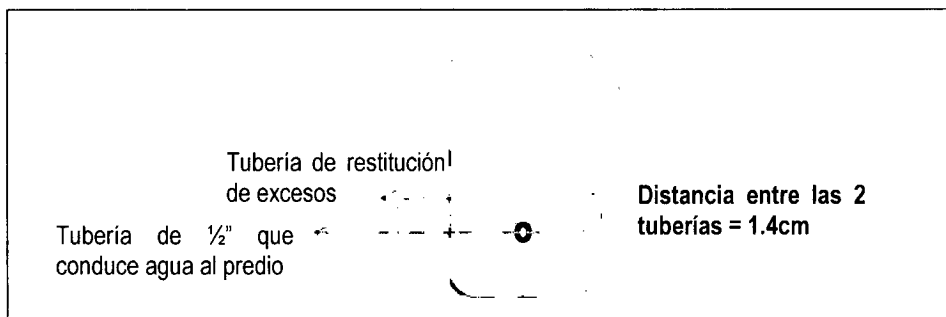 Tubería de restitución
de excesos
Tubería de ½" que
conduce agua al predio
Distancia entre las 2
tuberías = 1.4cm